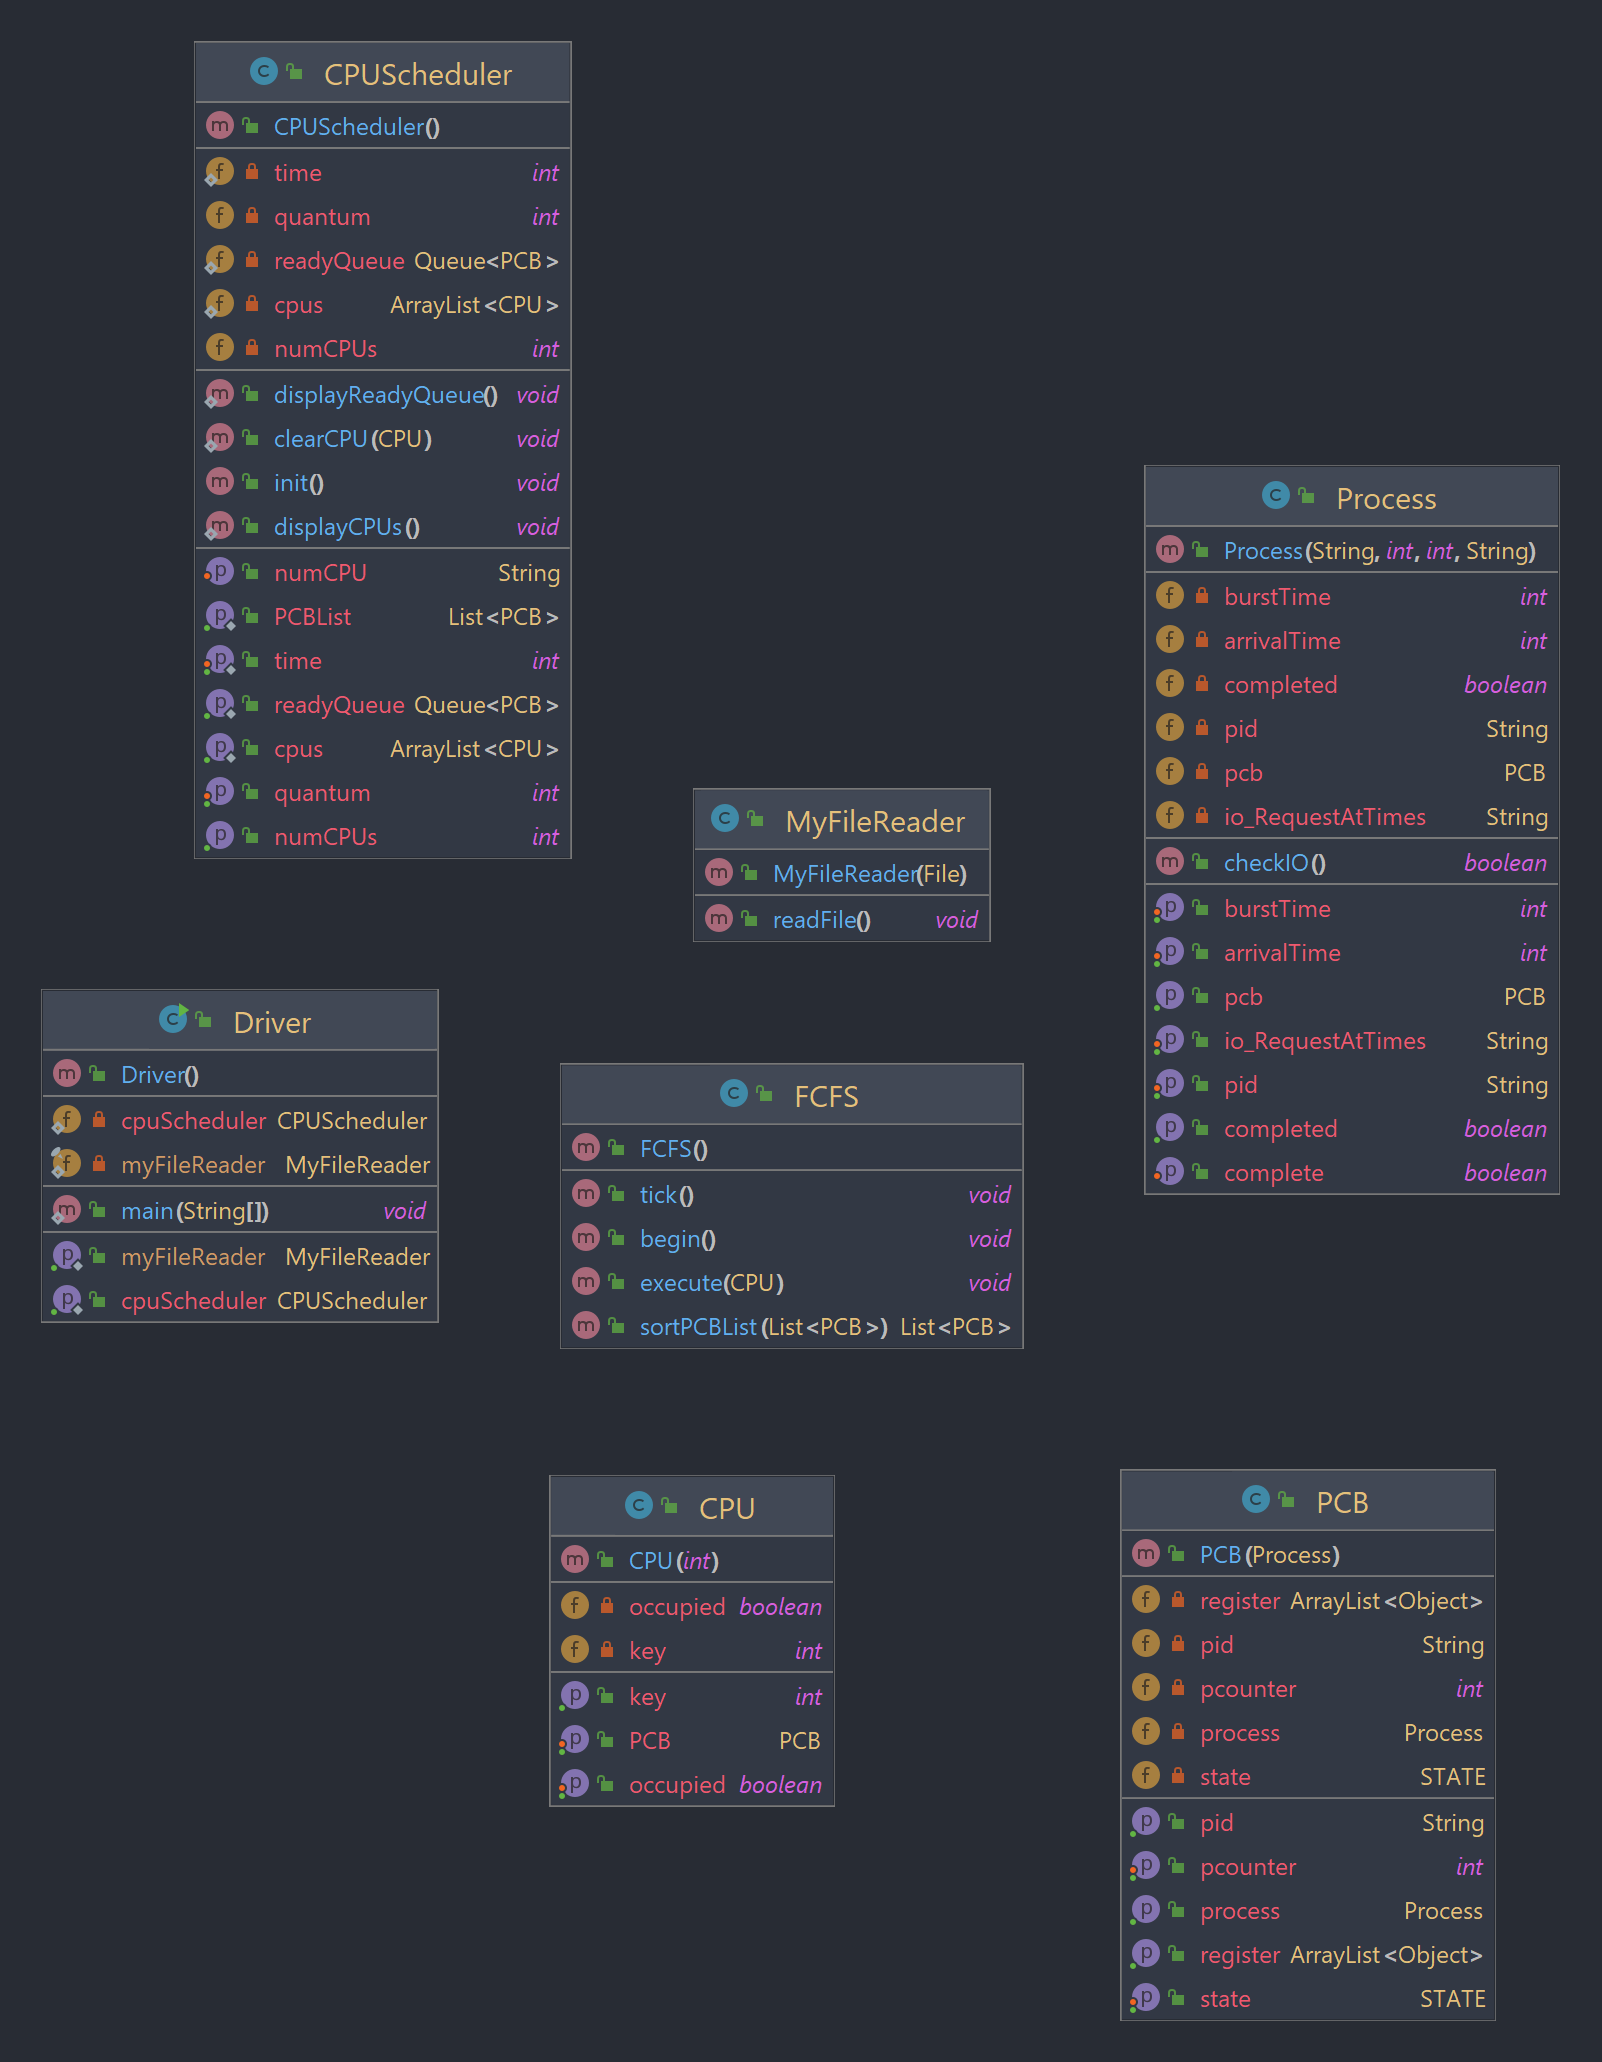 CPUScheduler
CPUScheduler()
time int
quantum int
readyQueue Queue<PCB>
cpus ArrayList<CPU>
numCPUs int
displayReadyQueue() void
clearCPU(CPU) void
init() void
displayCPUs() void
numCPU String
PCBList List<PCB>
time int
readyQueue Queue<PCB>
cpus ArrayList<CPU>
quantum int
numCPUs int
Process
Process(String, int, int, String)
burstTime int
arrivalTime int
completed boolean
pid String
pcb PCB
io_RequestAtTimes String
checkIO() boolean
burstTime int
arrivalTime int
pcb PCB
io_RequestAtTimes String
pid String
completed boolean
complete boolean
MyFileReader
MyFileReader(File)
readFile() void
Driver
Driver()
cpuScheduler CPUScheduler
myFileReader MyFileReader
main(String[]) void
myFileReader MyFileReader
cpuScheduler CPUScheduler
FCFS
FCFS()
tick() void
begin() void
execute(CPU) void
sortPCBList(List<PCB>) List<PCB>
CPU
CPU(int)
occupied boolean
key int
key int
PCB PCB
occupied boolean
PCB
PCB(Process)
register ArrayList<Object>
pid String
pcounter int
process Process
state STATE
pid String
pcounter int
process Process
register ArrayList<Object>
state STATE